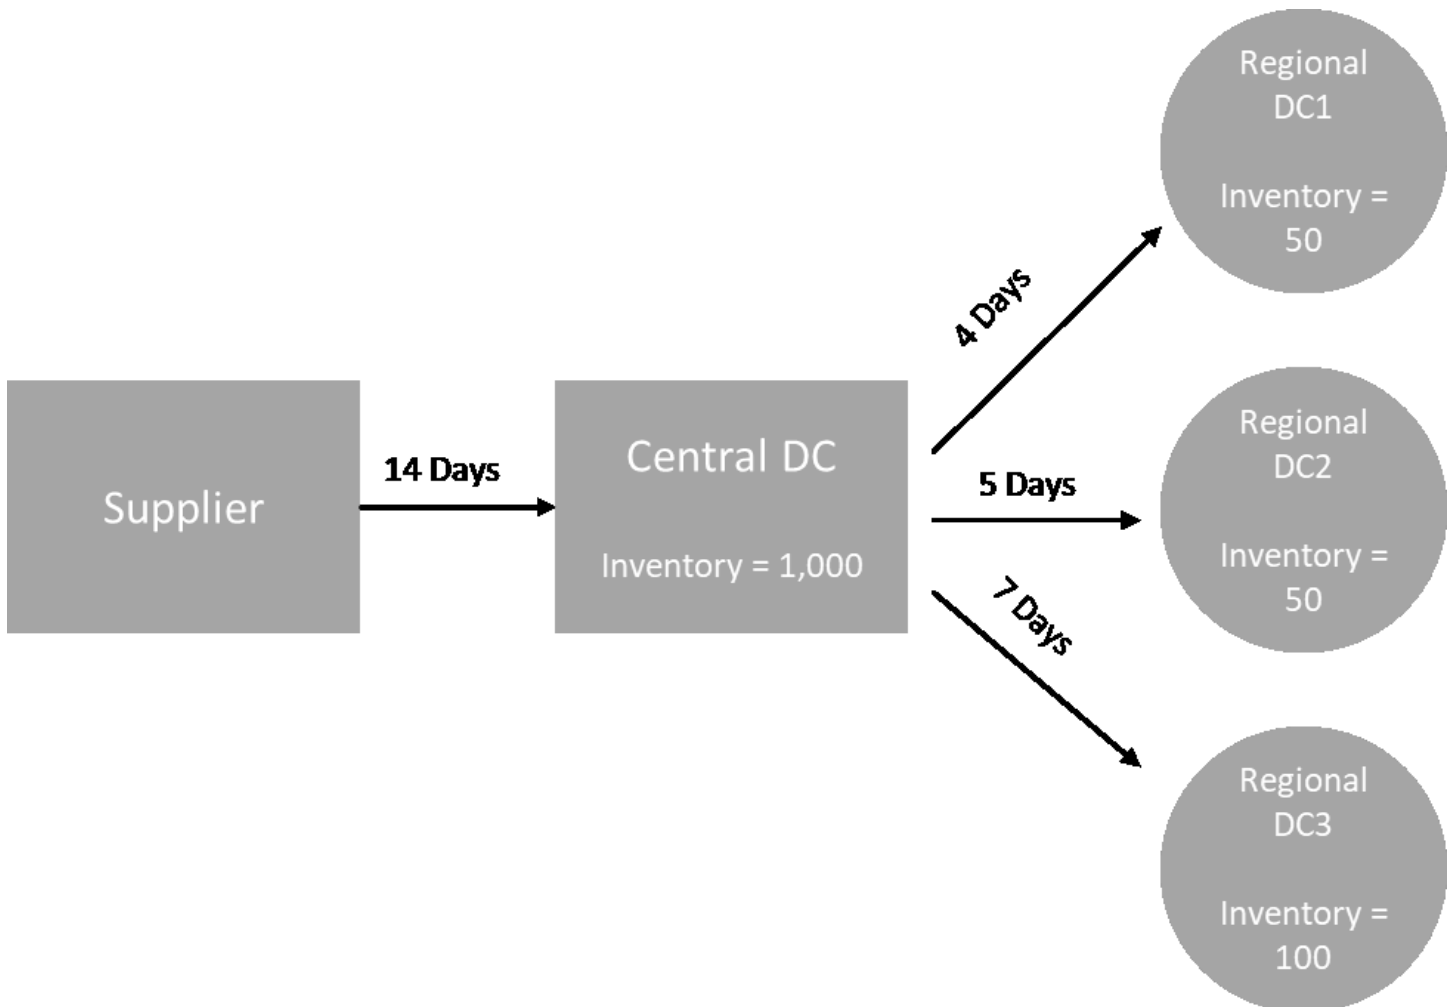 Supplier
14 Days
Central DC
Inventory = 1,000
4 Days
5 Days
7 Days
Regional
DC1
Inventory =
50
Regional
DC2
Inventory =
50
Regional
DC3
Inventory =
100